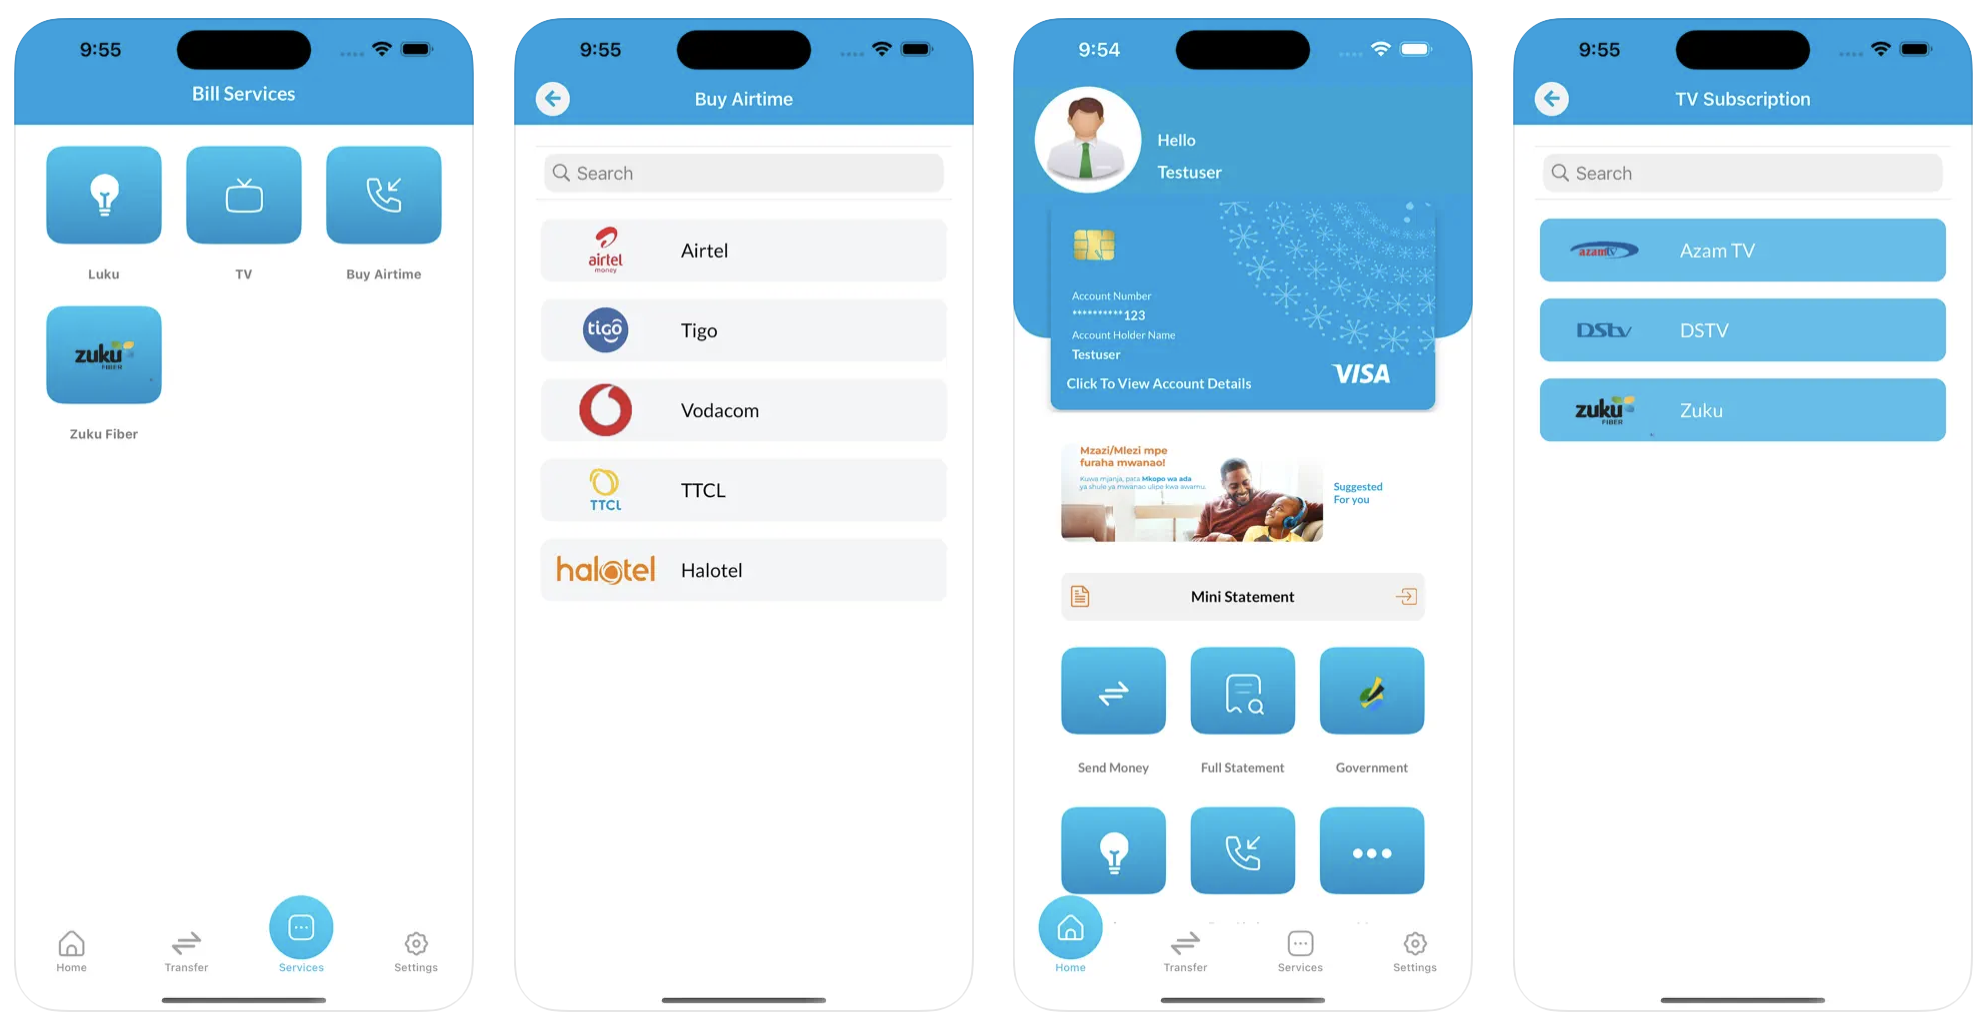 9:55
Bill Services
Luku
TV
Buy Airtime
zuku
FIBER
Zuku Fiber
Home
Transfer
Services
Settings
9:55
Buy Airtime
Search
airtel
money
Airtel
tigo
Tigo
Vodacom
TTCL
TTCL
halotel
Halotel
9:54
Hello
Testuser
Account Number
**********123
Account Holder Name
Testuser
Click To View Account Details
VISA
Mzazi/Mlezi mpe
furaha mwanao!
Kuwa mjanja, pata Mkopo wa ada
ya shule ya mwanao ulipe kwa awamu.
Suggested
For you
Mini Statement
Send Money
Full Statement
Government
Home
Transfer
Services
Settings
9:55
TV Subscription
Search
azamtv
Azam TV
DStv
DSTV
zuku
FIBER
Zuku